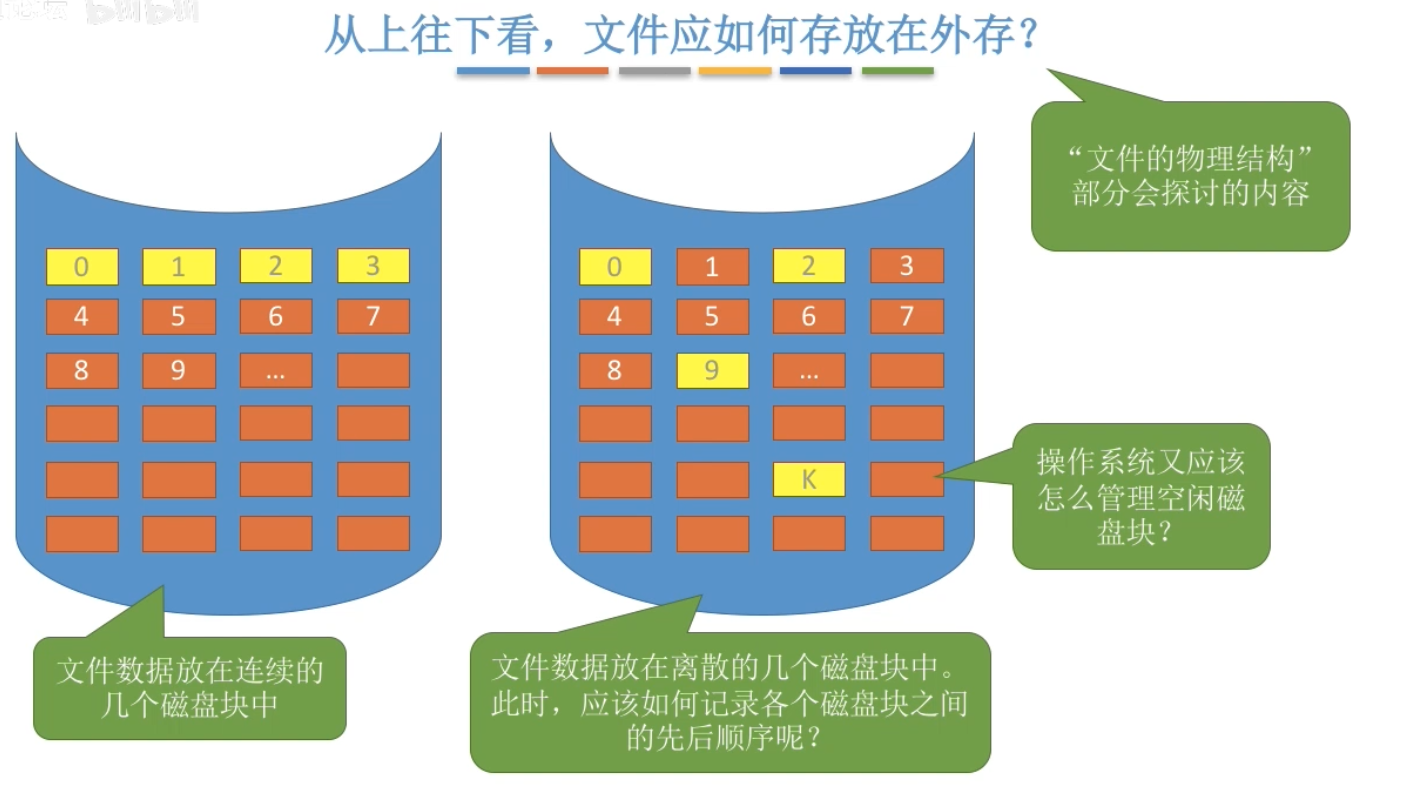 从上往下看，文件应如何存放在外存？
“文件的物理结构”
部分会探讨的内容
0 1 2 3
4 5 6 7
8 9 …
0 1 2 3
4 5 6 7
8 9 …
K
操作系统又应该
怎么管理空闲磁
盘块？
文件数据放在连续的
几个磁盘块中
文件数据放在离散的几个磁盘块中。
此时，应该如何记录各个磁盘块之间
的先后顺序呢？